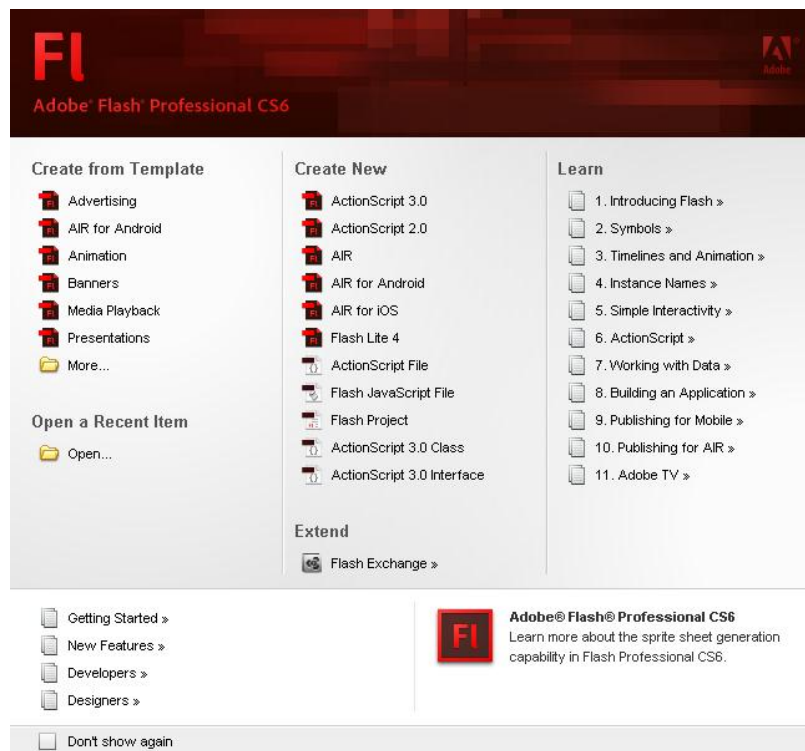 Fl
Adobe
Adobe® Flash® Professional CS6
Create from Template
Advertising
AIR for Android
Animation
Banners
Media Playback
Presentations
More...
Open a Recent Item
Open...
Create New
ActionScript 3.0
ActionScript 2.0
AIR
AIR for Android
AIR for iOS
Flash Lite 4
ActionScript File
Flash JavaScript File
Flash Project
ActionScript 3.0 Class
ActionScript 3.0 Interface
Extend
Flash Exchange »
Learn
1. Introducing Flash »
2. Symbols »
3. Timelines and Animation »
4. Instance Names »
5. Simple Interactivity »
6. ActionScript »
7. Working with Data »
8. Building an Application »
9. Publishing for Mobile »
10. Publishing for AIR »
11. Adobe TV »
Getting Started »
New Features »
Developers »
Designers »
Fl
Adobe® Flash® Professional CS6
Learn more about the sprite sheet generation
capability in Flash Professional CS6.
Don't show again